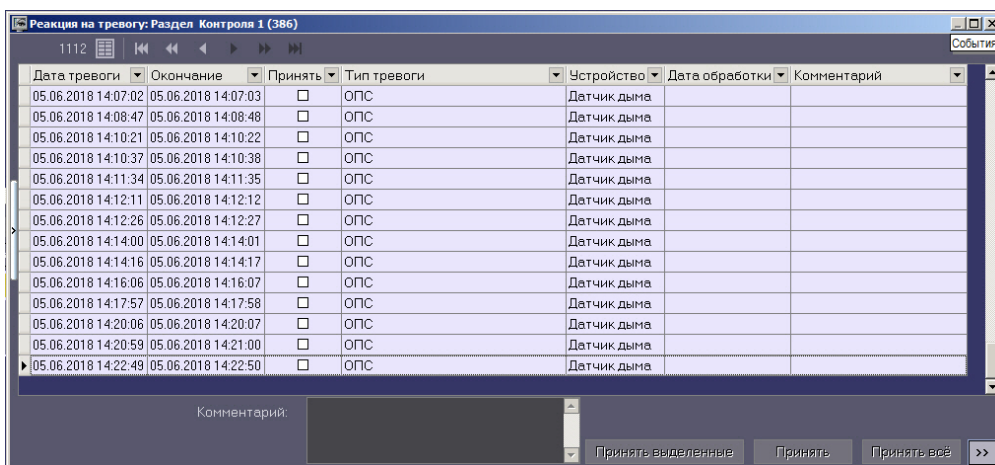 Реакция на тревогу: Раздел Контроля 1 (386)
События
1112
Дата тревоги Окончание Принять Тип тревоги Устройство Дата обработки Комментарий
05.06.2018 14:07:02 05.06.2018 14:07:03 ОПС Датчик дыма
05.06.2018 14:08:47 05.06.2018 14:08:48 ОПС Датчик дыма
05.06.2018 14:10:21 05.06.2018 14:10:22 ОПС Датчик дыма
05.06.2018 14:10:37 05.06.2018 14:10:38 ОПС Датчик дыма
05.06.2018 14:11:34 05.06.2018 14:11:35 ОПС Датчик дыма
05.06.2018 14:12:11 05.06.2018 14:12:12 ОПС Датчик дыма
05.06.2018 14:12:26 05.06.2018 14:12:27 ОПС Датчик дыма
05.06.2018 14:14:00 05.06.2018 14:14:01 ОПС Датчик дыма
05.06.2018 14:14:16 05.06.2018 14:14:17 ОПС Датчик дыма
05.06.2018 14:16:06 05.06.2018 14:16:07 ОПС Датчик дыма
05.06.2018 14:17:57 05.06.2018 14:17:58 ОПС Датчик дыма
05.06.2018 14:20:06 05.06.2018 14:20:07 ОПС Датчик дыма
05.06.2018 14:20:59 05.06.2018 14:21:00 ОПС Датчик дыма
05.06.2018 14:22:49 05.06.2018 14:22:50 ОПС Датчик дыма
Комментарий:
Принять выделенные Принять Принять всё >>